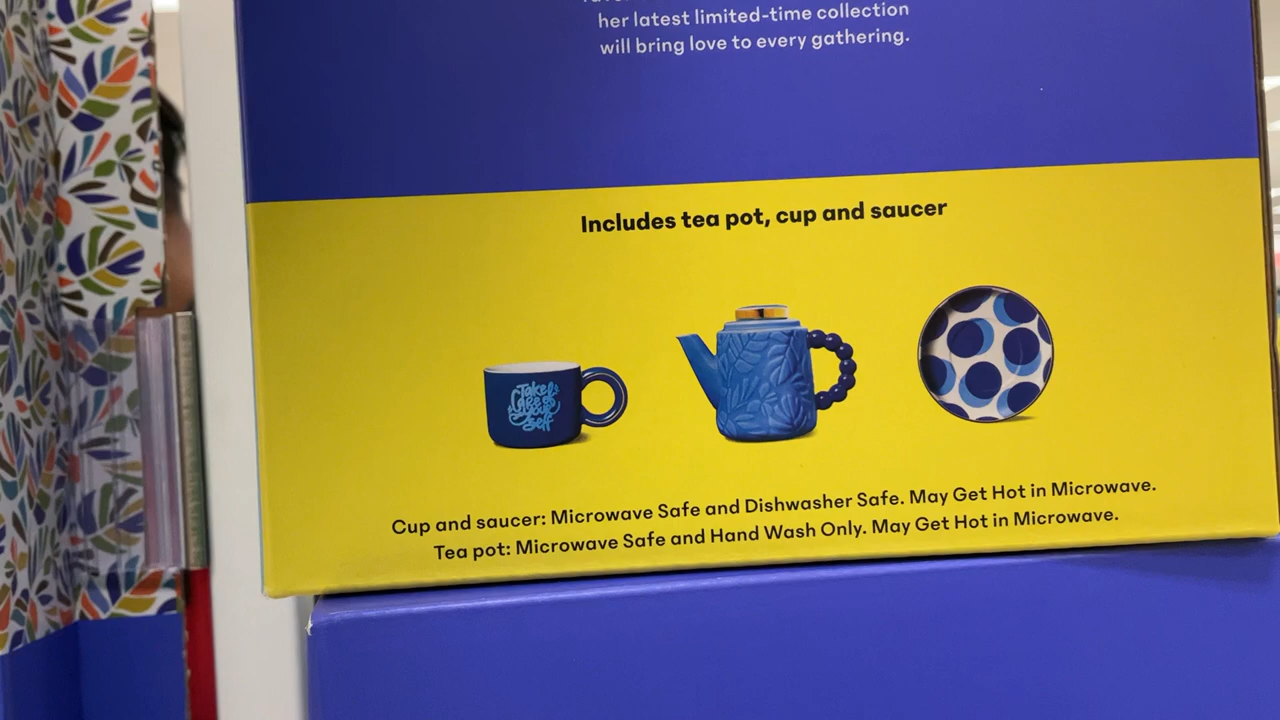 her latest limited-time collection
will bring love to every gathering.
Includes tea pot, cup and saucer
Take
Care of
Your
Self
Cup and saucer: Microwave Safe and Dishwasher Safe. May Get Hot in Microwave.
Tea pot: Microwave Safe and Hand Wash Only. May Get Hot in Microwave.